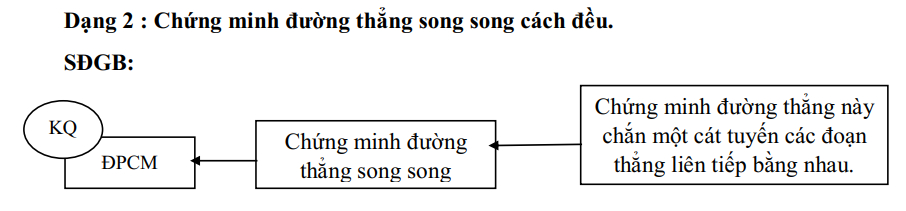 Dạng 2 : Chứng minh đường thẳng song song cách đều.
SĐGB:
KQ
ĐPCM
Chứng minh đường
thẳng song song
Chứng minh đường thẳng này
chắn một cát tuyến các đoạn
thẳng liên tiếp bằng nhau.